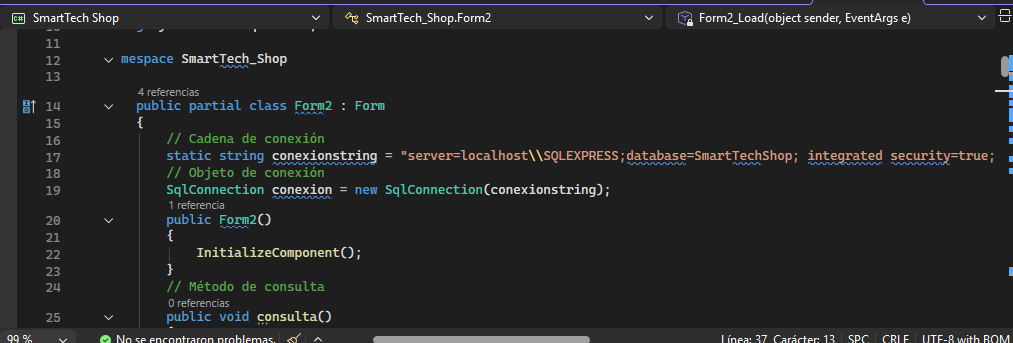 SmartTech Shop
SmartTech_Shop.Form2
Form2_Load(object sender, EventArgs e)
11
12 mespace SmartTech_Shop
13
4 referencias
14 public partial class Form2 : Form
15 {
16 // Cadena de conexión
17 static string conexionstring = "server=localhost\\SQLEXPRESS;database=SmartTechShop; integrated security=true;
18 // Objeto de conexión
19 SqlConnection conexion = new SqlConnection(conexionstring);
1 referencia
20 public Form2()
21 {
22 InitializeComponent();
23 }
24 // Método de consulta
0 referencias
25 public void consulta()
99 % No se encontraron problemas. Línea: 37 Carácter: 13 SPC CRLF UTF-8 with BOM